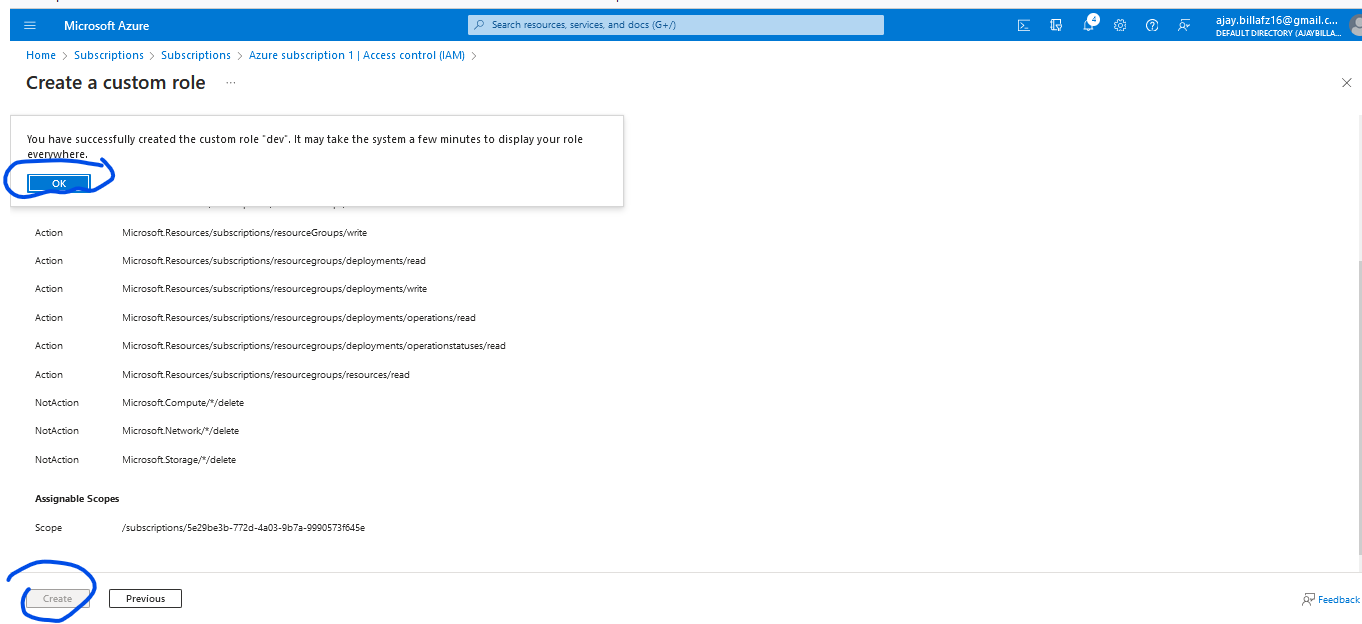 Microsoft Azure
Search resources, services, and docs (G+/)
4
ajay.billafz16@gmail.c...
DEFAULT DIRECTORY (AJAYBILLA...
Home > Subscriptions > Subscriptions > Azure subscription 1 | Access control (IAM) >
Create a custom role ...
You have successfully created the custom role "dev". It may take the system a few minutes to display your role
everywhere.
OK
Action Microsoft.Resources/subscriptions/resourceGroups/write
Action Microsoft.Resources/subscriptions/resourcegroups/deployments/read
Action Microsoft.Resources/subscriptions/resourcegroups/deployments/write
Action Microsoft.Resources/subscriptions/resourcegroups/deployments/operations/read
Action Microsoft.Resources/subscriptions/resourcegroups/deployments/operationstatuses/read
Action Microsoft.Resources/subscriptions/resourcegroups/resources/read
NotAction Microsoft.Compute/*/delete
NotAction Microsoft.Network/*/delete
NotAction Microsoft.Storage/*/delete
Assignable Scopes
Scope /subscriptions/5e29be3b-772d-4a03-9b7a-9990573f645e
Create
Previous
Feedback